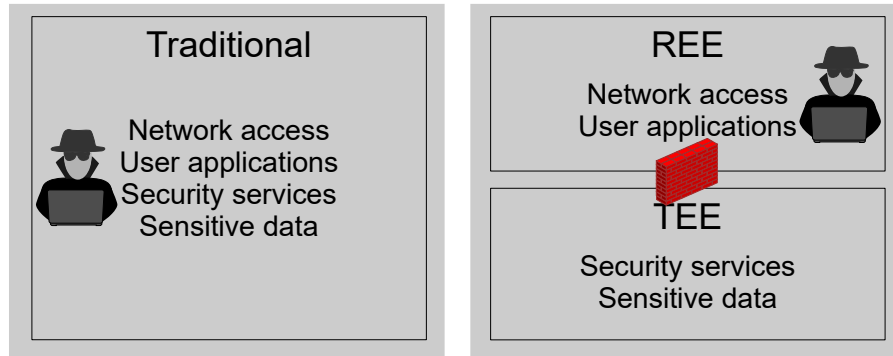 Traditional
Network access
User applications
Security services
Sensitive data
REE
Network access
User applications
TEE
Security services
Sensitive data